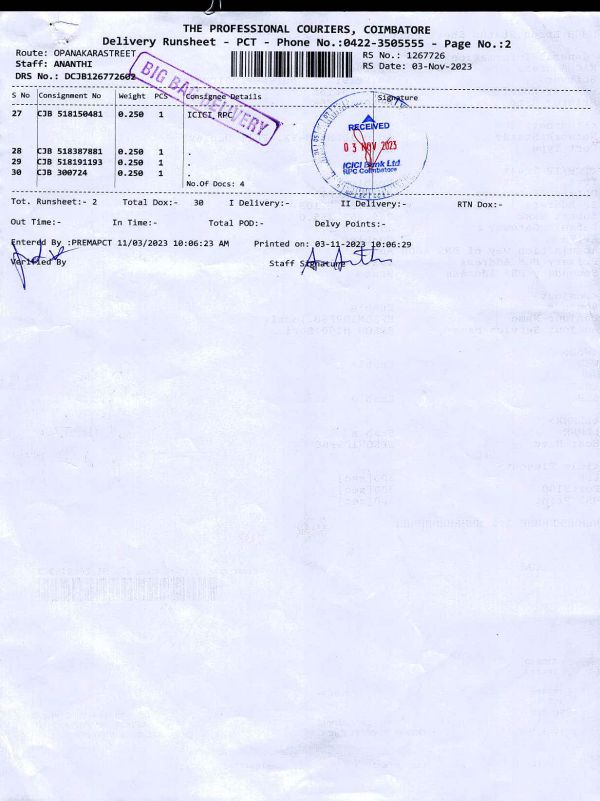 THE PROFESSIONAL COURIERS, COIMBATORE
Delivery Runsheet - PCT - Phone No.:0422-3505555 - Page No.:2
Route: OPANAKARASTREET
RS No.: 1267726
Staff: ANANTHI
RS Date: 03-Nov-2023
DRS No.: DCJB126772602
BIG BAG DELIVERY
S No Consignment No Weight PCS Consignee Details Signature
27 CJB 518150481 0.250 1 ICICI RPC
RECEIVED
03 NOV 2023
ICICI Bank Ltd.
RPC Coimbatore
28 CJB 518387881 0.250 1 .
29 CJB 518191193 0.250 1 .
30 CJB 300724 0.250 1 .
No.Of Docs: 4
Tot. Runsheet:- 2 Total Dox:- 30 I Delivery:- II Delivery:- RTN Dox:-
Out Time:- In Time:- Total POD:- Delvy Points:-
Entered By :PREMAPCT 11/03/2023 10:06:23 AM Printed on: 03-11-2023 10:06:29
Verified By Staff Signature